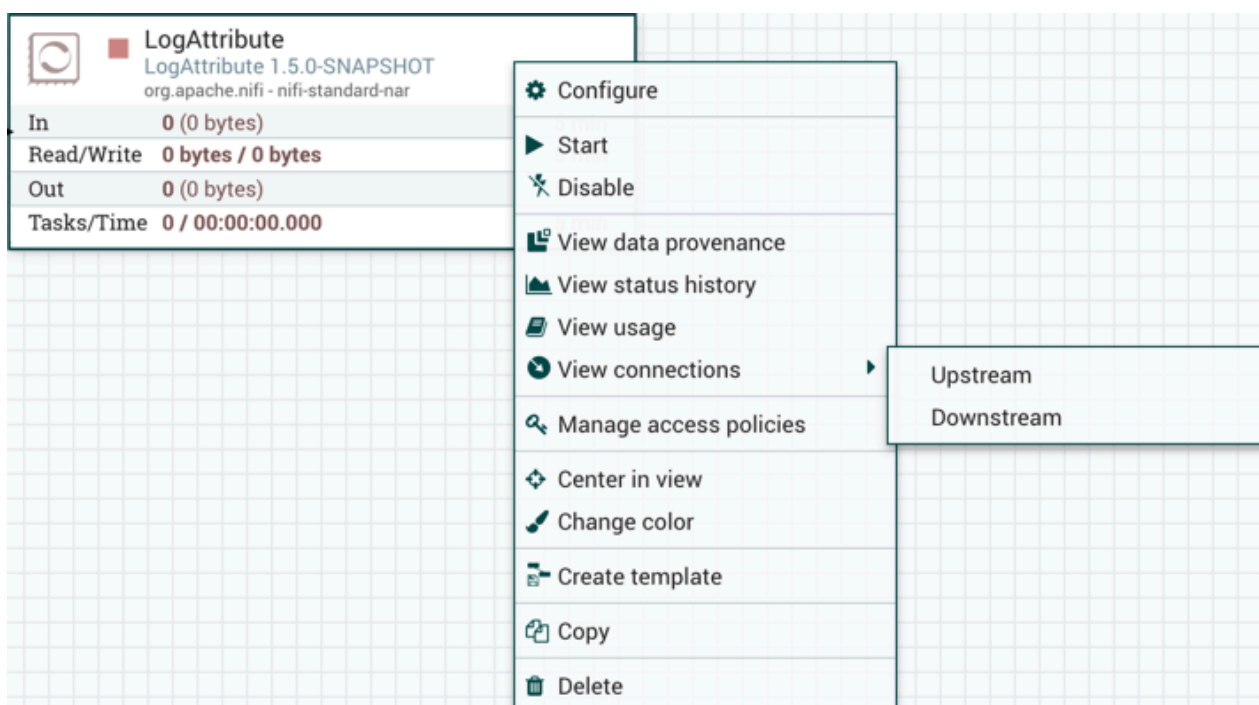 LogAttribute
LogAttribute 1.5.0-SNAPSHOT
org.apache.nifi - nifi-standard-nar
In 0 (0 bytes)
Read/Write 0 bytes / 0 bytes
Out 0 (0 bytes)
Tasks/Time 0 / 00:00:00.000
Configure
Start
Disable
View data provenance
View status history
View usage
View connections
Upstream
Downstream
Manage access policies
Center in view
Change color
Create template
Copy
Delete